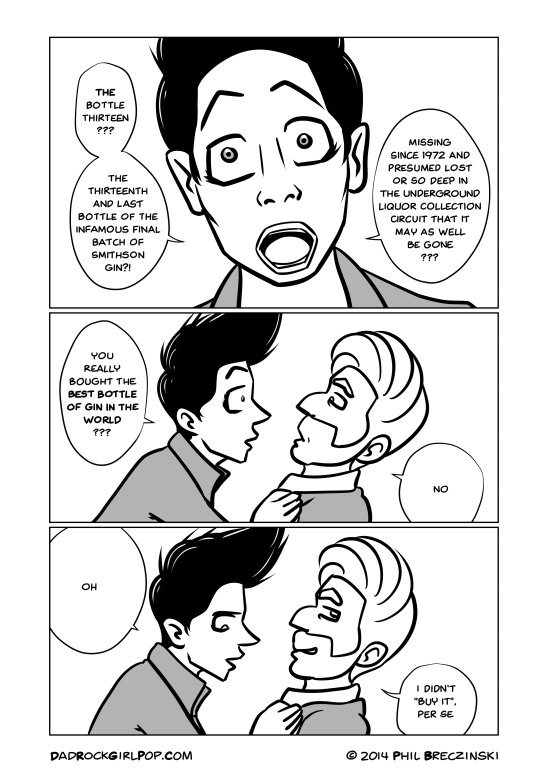 THE
BOTTLE
THIRTEEN
???
THE
THIRTEENTH
AND LAST
BOTTLE OF THE
INFAMOUS FINAL
BATCH OF
SMITHSON
GIN?!
MISSING
SINCE 1972 AND
PRESUMED LOST
OR SO DEEP IN
THE UNDERGROUND
LIQUOR COLLECTION
CIRCUIT THAT IT
MAY AS WELL
BE GONE
???
YOU
REALLY
BOUGHT THE
BEST BOTTLE
OF GIN IN THE
WORLD
???
NO
OH
I DIDN'T
"BUY IT",
PER SE
DADROCKGIRLPOP.COM
© 2014 PHIL BRECZINSKI